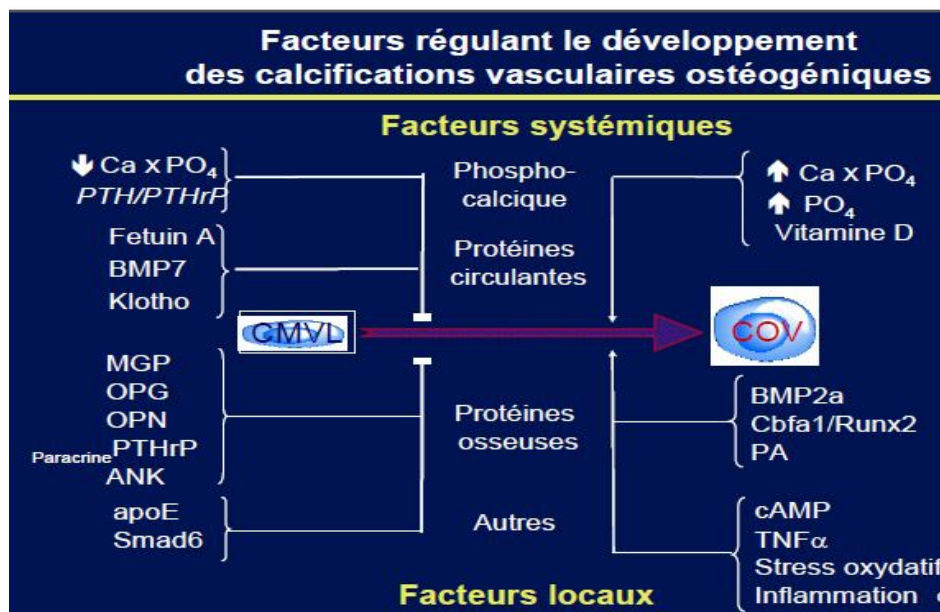 Facteurs régulant le développement
des calcifications vasculaires ostéogéniques
Facteurs systémiques
🡇 Ca x PO4
PTH/PTHrP
Phospho-
calcique
🡅 Ca x PO4
🡅 PO4
Vitamine D
Fetuin A
BMP7
Klotho
Protéines
circulantes
CMVL
COV
MGP
OPG
OPN
Paracrine PTHrP
ANK
Protéines
osseuses
BMP2a
Cbfa1/Runx2
PA
apoE
Smad6
Autres
cAMP
TNFα
Stress oxydatif
Inflammation
Facteurs locaux